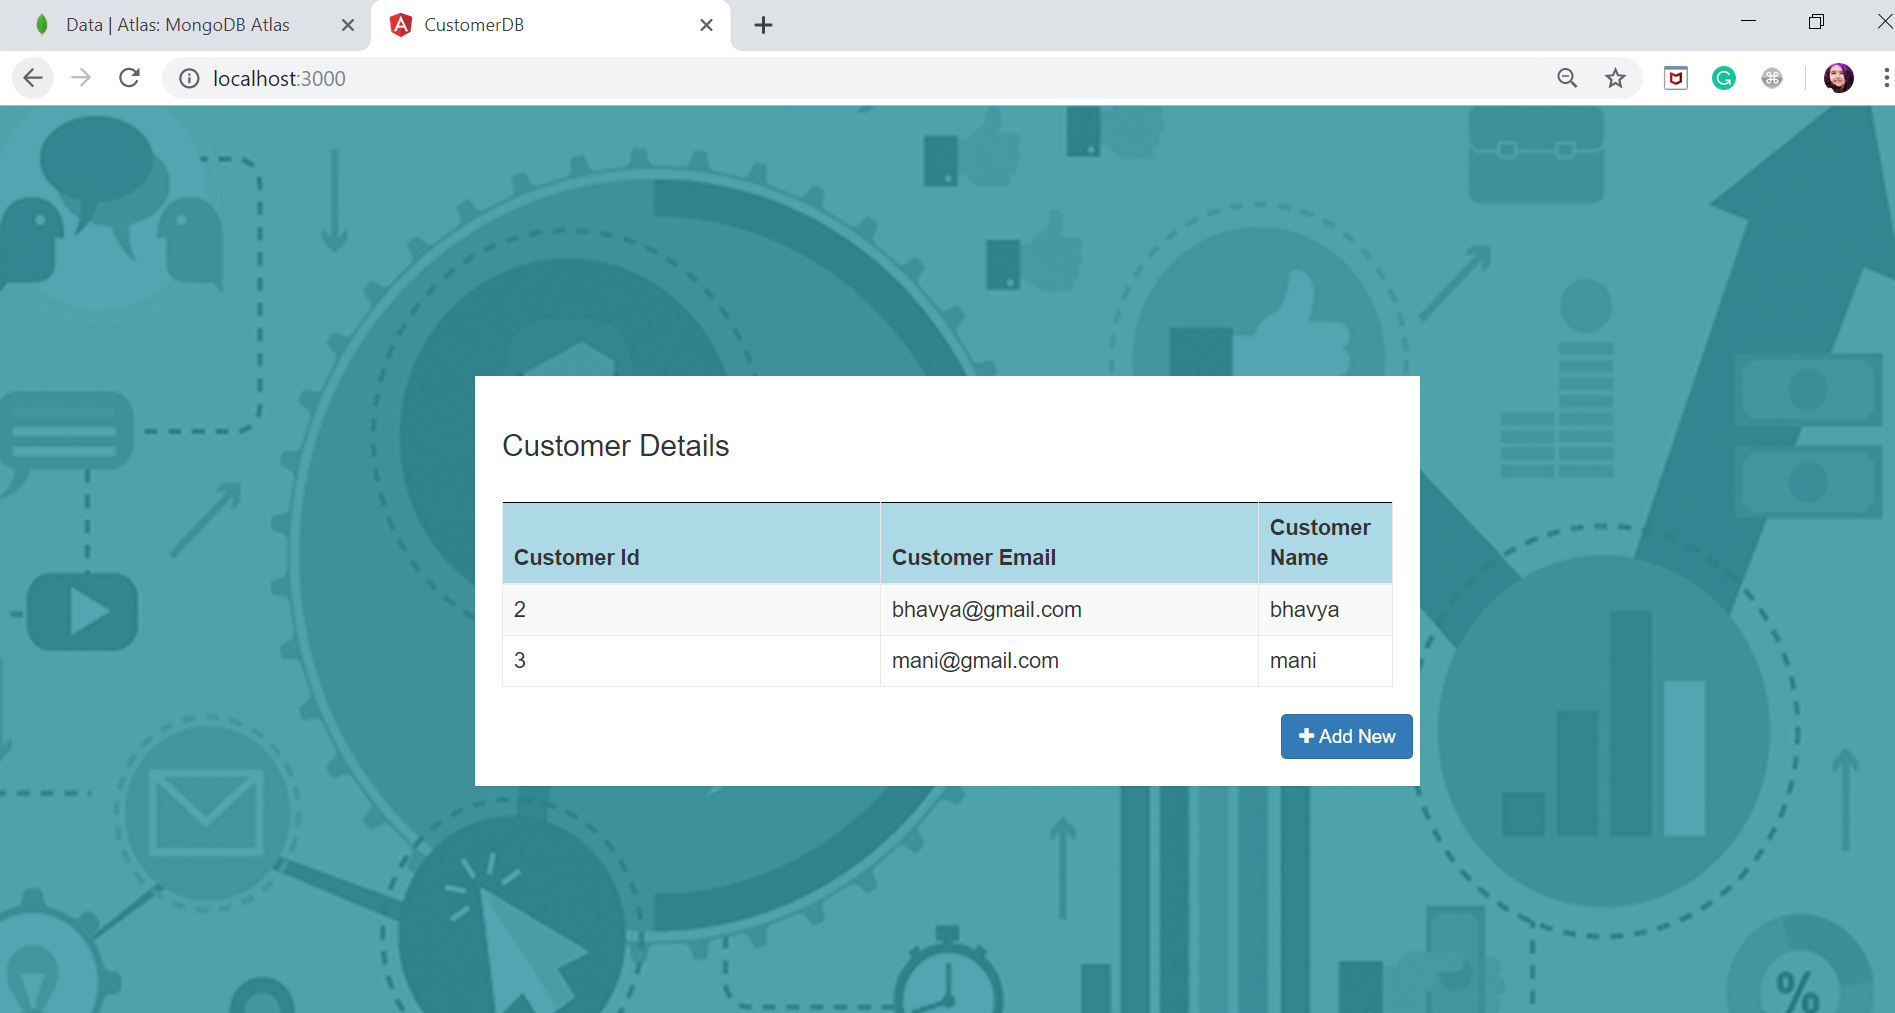 Data | Atlas: MongoDB Atlas
CustomerDB
localhost:3000
Customer Details
Customer Id
Customer Email
Customer
Name
2
bhavya@gmail.com
bhavya
3
mani@gmail.com
mani
Add New
%